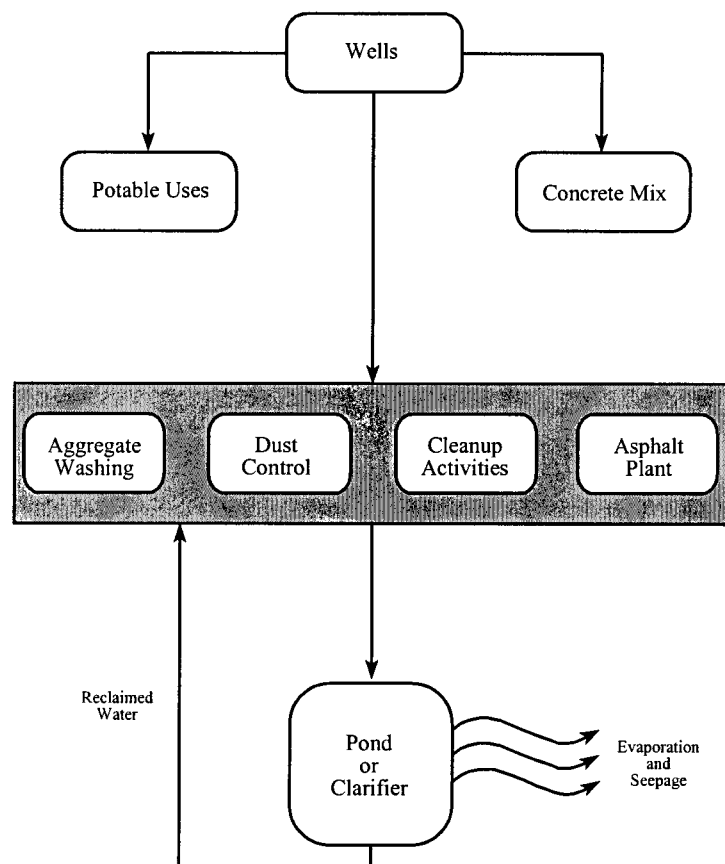 Wells
Potable Uses
Concrete Mix
Aggregate
Washing
Dust
Control
Cleanup
Activities
Asphalt
Plant
Reclaimed
Water
Pond
or
Clarifier
Evaporation
and
Seepage